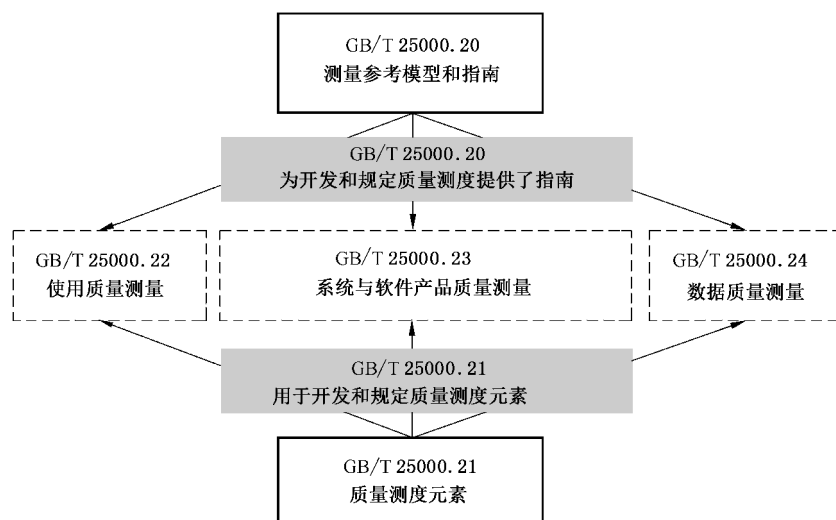 GB/T 25000.20
测量参考模型和指南
GB/T 25000.20
为开发和规定质量测度提供了指南
GB/T 25000.22
使用质量测量
GB/T 25000.23
系统与软件产品质量测量
GB/T 25000.24
数据质量测量
GB/T 25000.21
用于开发和规定质量测度元素
GB/T 25000.21
质量测度元素